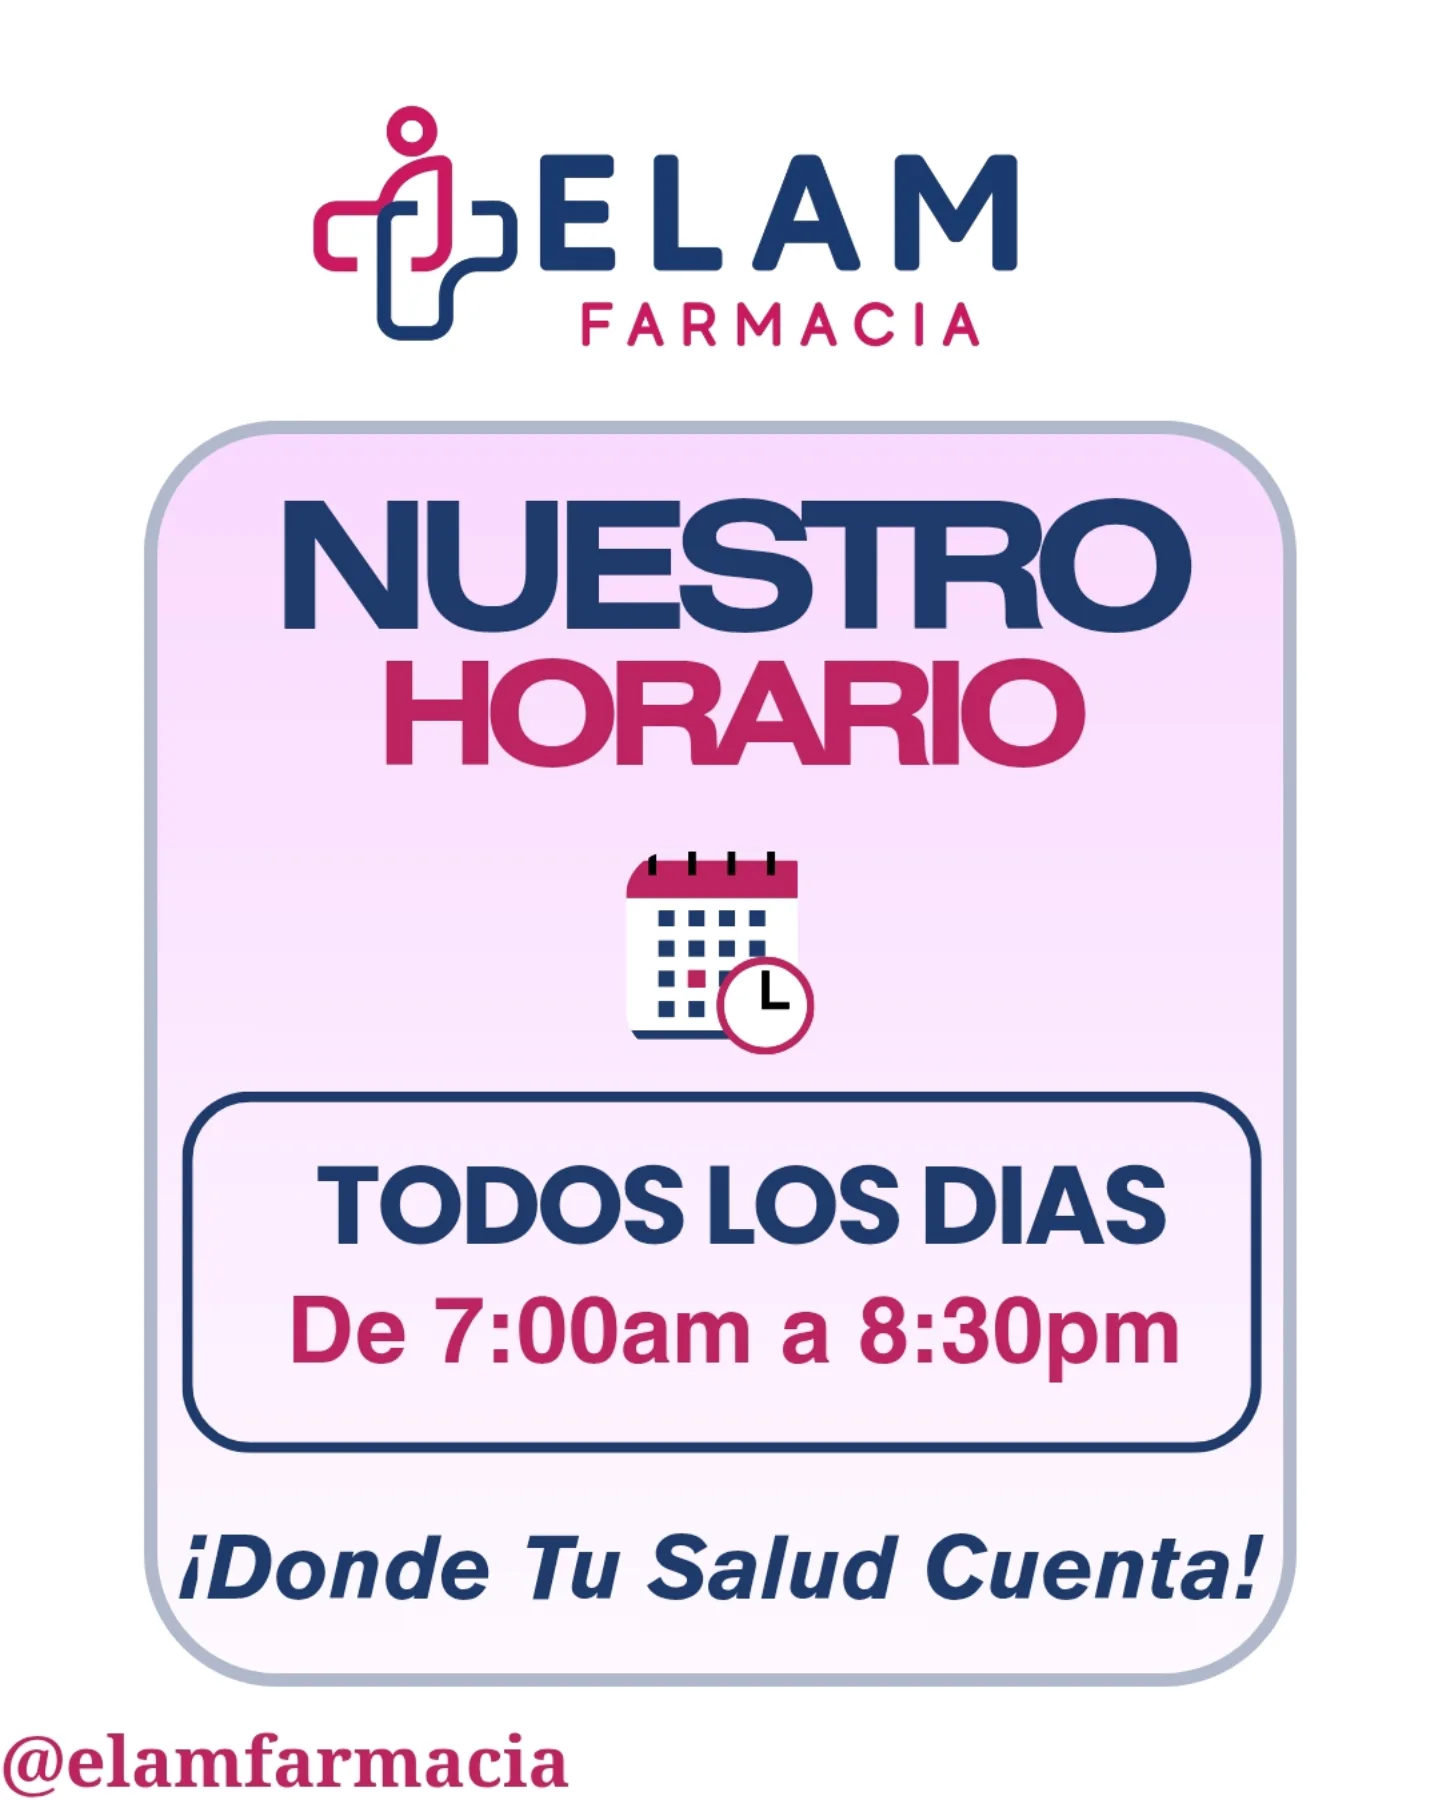 ELAM
FARMACIA
NUESTRO
HORARIO
TODOS LOS DIAS
De 7:00am a 8:30pm
¡Donde Tu Salud Cuenta!
@elamfarmacia